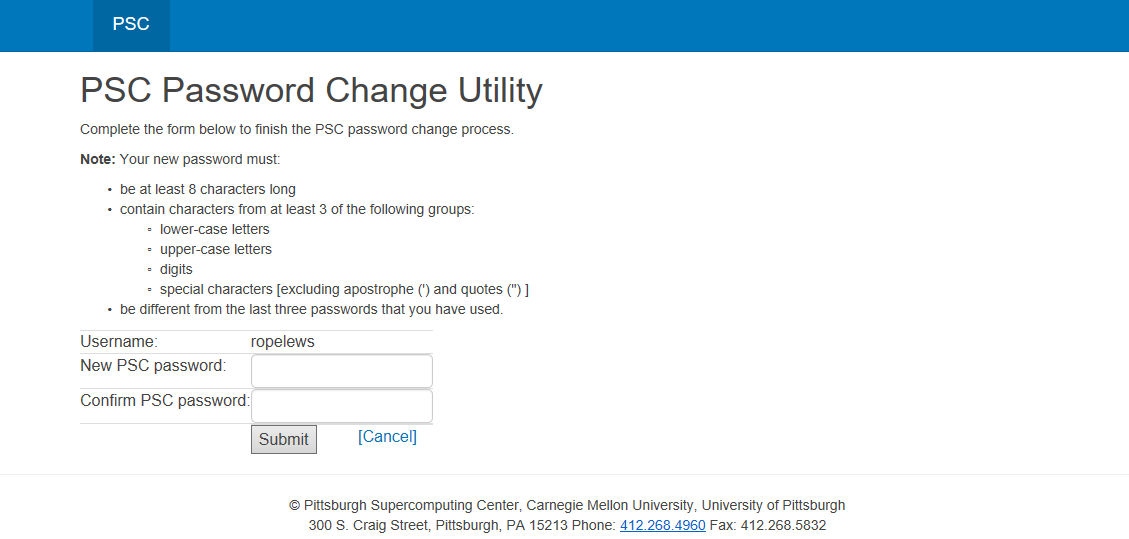 PSC
PSC Password Change Utility
Complete the form below to finish the PSC password change process.
Note: Your new password must:
• be at least 8 characters long
• contain characters from at least 3 of the following groups:
▫ lower-case letters
▫ upper-case letters
▫ digits
▫ special characters [excluding apostrophe (') and quotes (") ]
• be different from the last three passwords that you have used.
Username: ropelews
New PSC password:
Confirm PSC password:
Submit [Cancel]
© Pittsburgh Supercomputing Center, Carnegie Mellon University, University of Pittsburgh
300 S. Craig Street, Pittsburgh, PA 15213 Phone: 412.268.4960 Fax: 412.268.5832